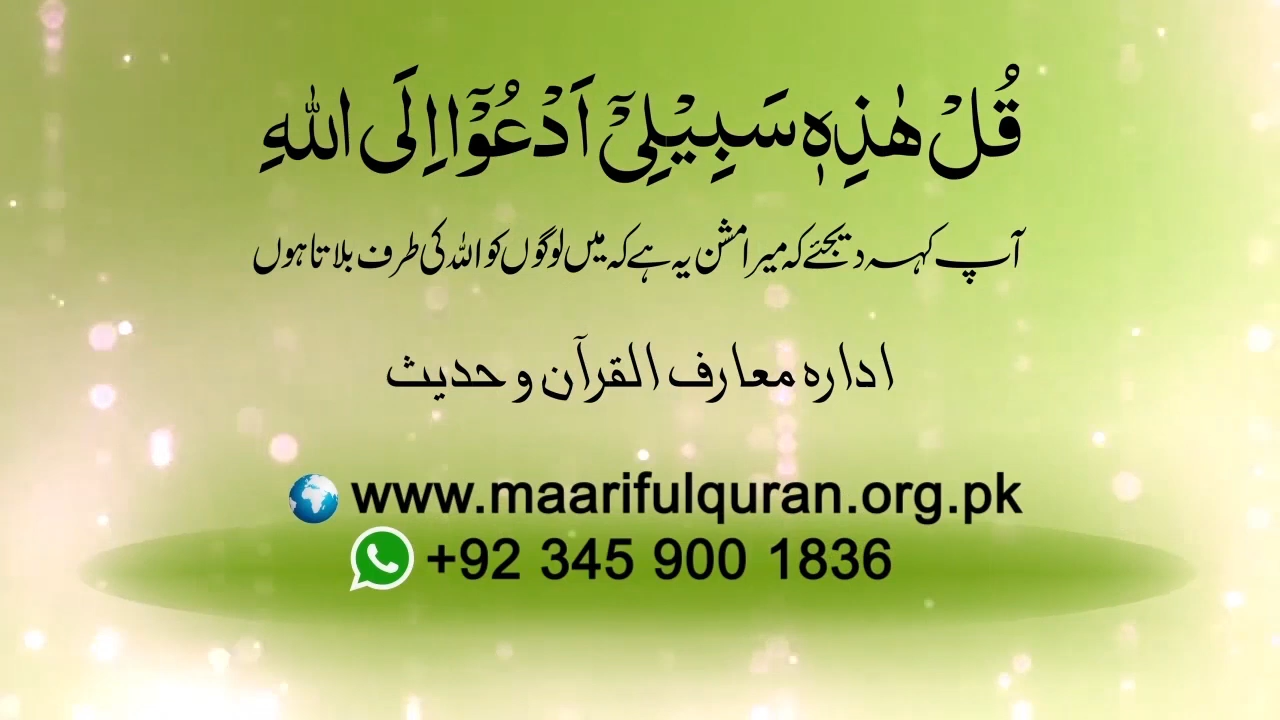 قُلْ هٰذِهٖ سَبِیْلِیْۤ اَدْعُوْۤا اِلَی اللّٰهِ
آپ کہہ دیجئے کہ میرا مشن یہ ہے کہ میں لوگوں کو اللہ کی طرف بلاتا ہوں
ادارہ معارف القرآن و حدیث
www.maarifulquran.org.pk
+92 345 900 1836